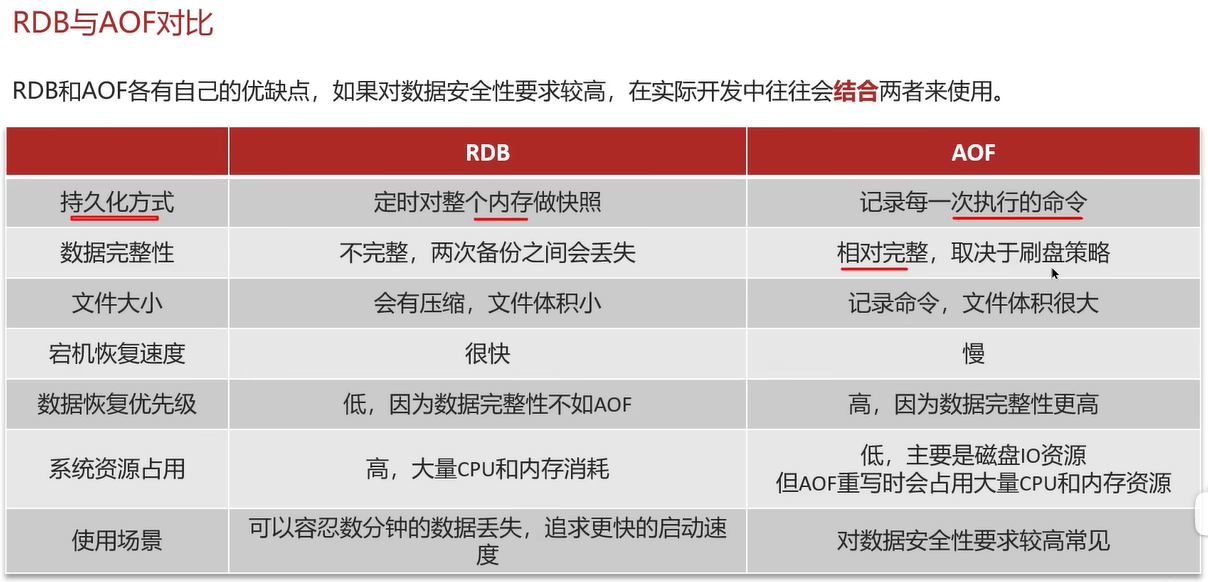 RDB与AOF对比
RDB和AOF各有自己的优缺点，如果对数据安全性要求较高，在实际开发中往往会结合两者来使用。
RDB
AOF
持久化方式
定时对整个内存做快照
记录每一次执行的命令
数据完整性
不完整，两次备份之间会丢失
相对完整，取决于刷盘策略
文件大小
会有压缩，文件体积小
记录命令，文件体积很大
宕机恢复速度
很快
慢
数据恢复优先级
低，因为数据完整性不如AOF
高，因为数据完整性更高
系统资源占用
高，大量CPU和内存消耗
低，主要是磁盘IO资源
但AOF重写时会占用大量CPU和内存资源
使用场景
可以容忍数分钟的数据丢失，追求更快的启动速
度
对数据安全性要求较高常见